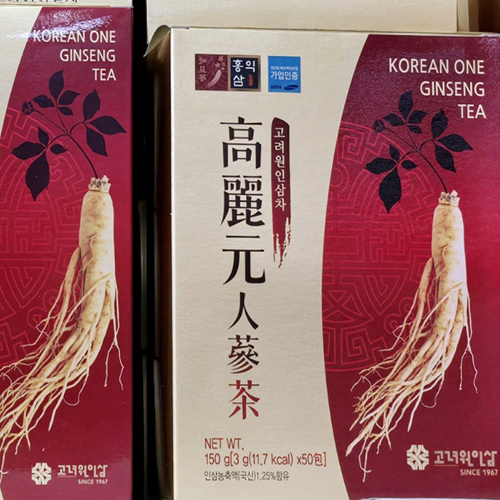 KOREAN ONE
GINSENG
TEA
고려원인삼
SINCE 1967
홍익
삼
가입인증
高麗元人蔘茶
고려원인삼차
NET WT.
150 g[3 g(11.7 kcal) x50包]
인삼농축액(국산)1.25%함유
KOREAN ONE
GINSENG
TEA
고려원인삼
SINCE 1967